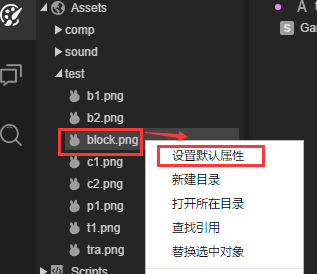 Assets
comp
sound
test
b1.png
b2.png
block.png
c1.png
c2.png
p1.png
t1.png
tra.png
Scripts
设置默认属性
新建目录
打开所在目录
查找引用
替换选中对象
A t
S Ga